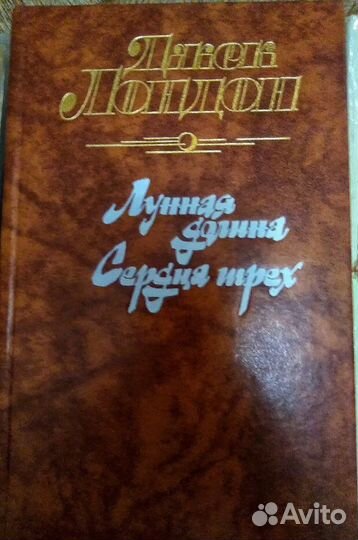 Джек
Лондон
Лунная
долина
Сердца трех
Avito